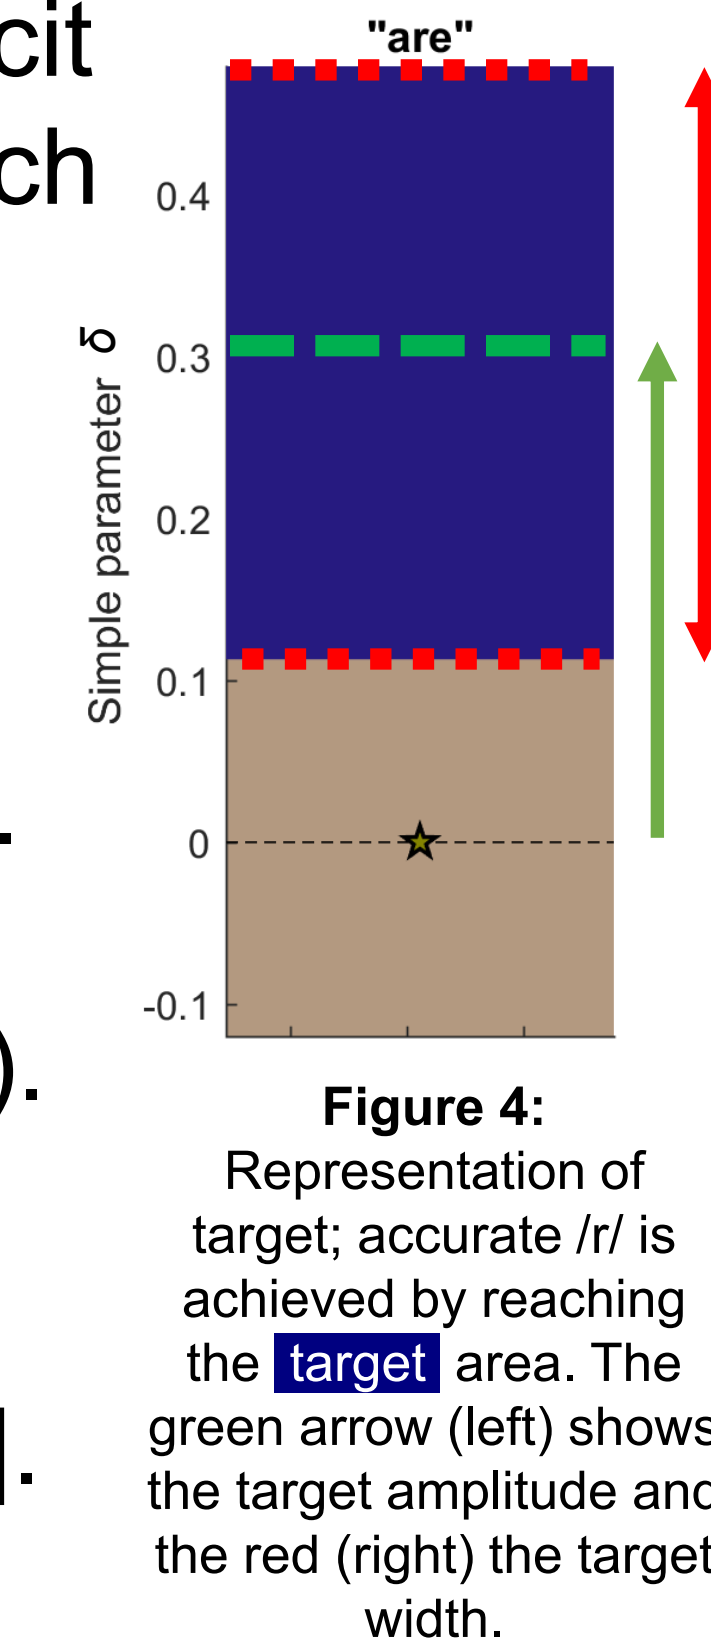 cit
ch
"are"
0.4
0.3
0.2
0.1
0
-0.1
Simple parameter δ
.
).
].
Figure 4:
Representation of
target; accurate /r/ is
achieved by reaching
the target area. The
green arrow (left) shows
the target amplitude and
the red (right) the target
width.